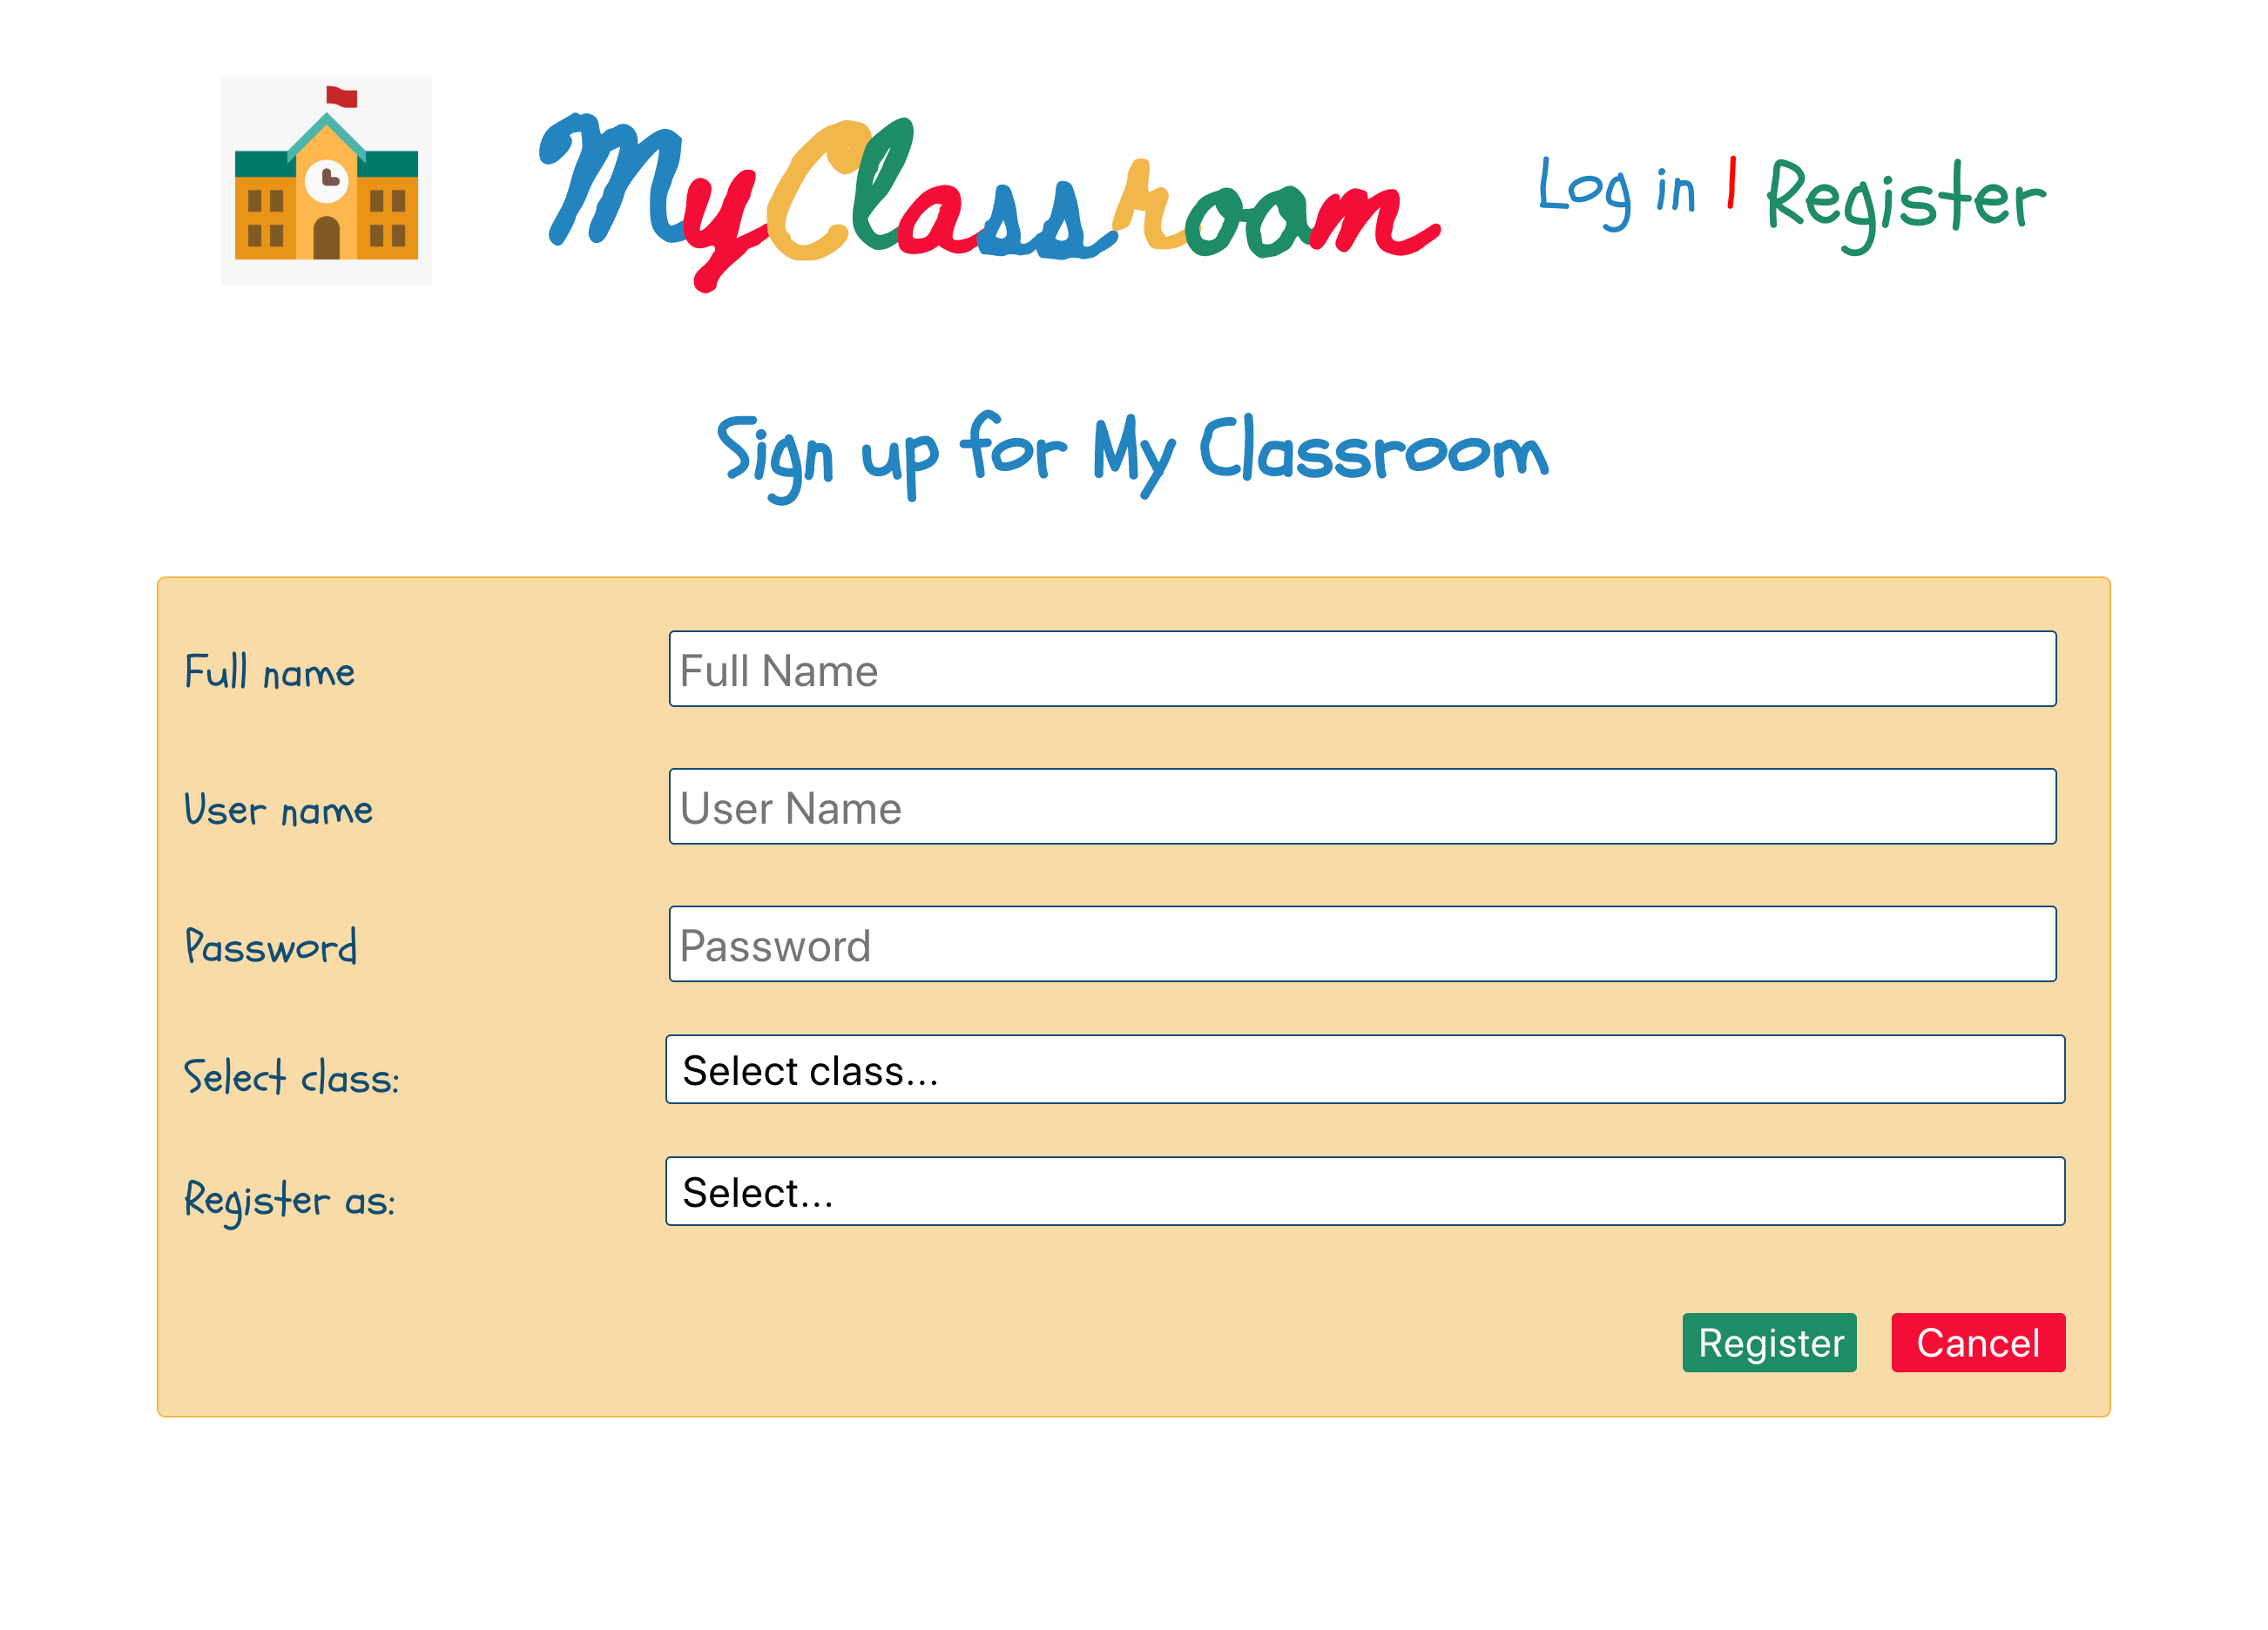 MyClassroom
Log in | Register
Sign up for My Classroom
Full name
Full Name
User name
User Name
Password
Password
Select class:
Select class...
Register as:
Select...
Register
Cancel